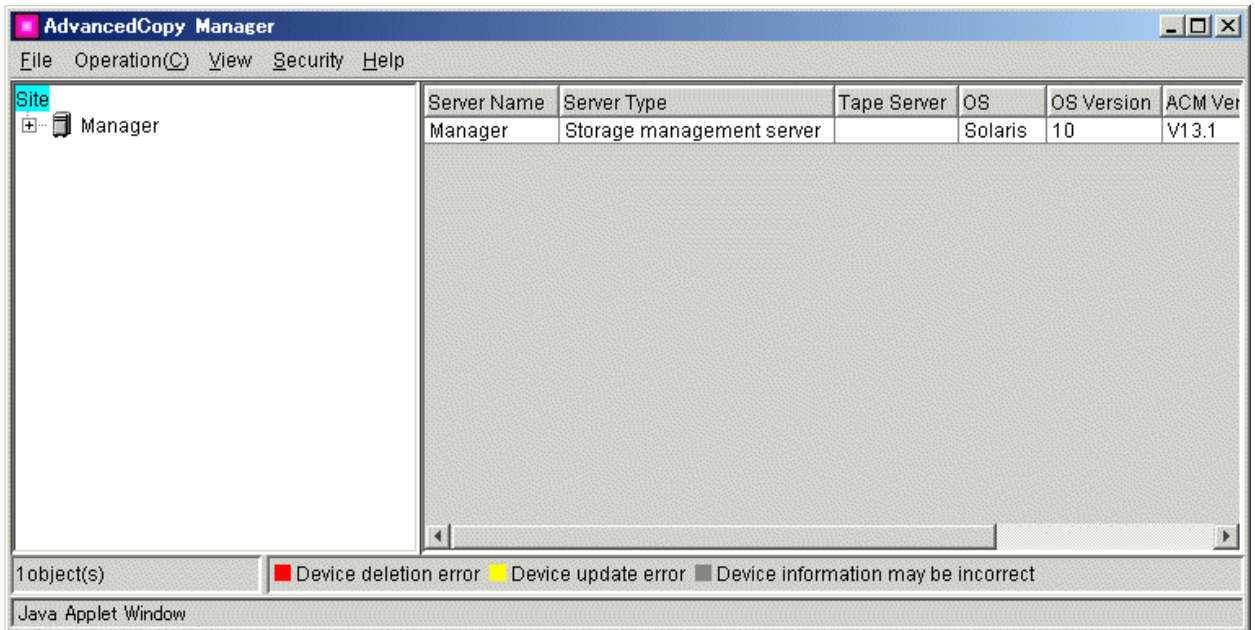 AdvancedCopy Manager
File Operation(C) View Security Help
Site
Manager
Server Name Server Type Tape Server OS OS Version ACM Ver
Manager Storage management server Solaris 10 V13.1
1object(s) Device deletion error Device update error Device information may be incorrect
Java Applet Window